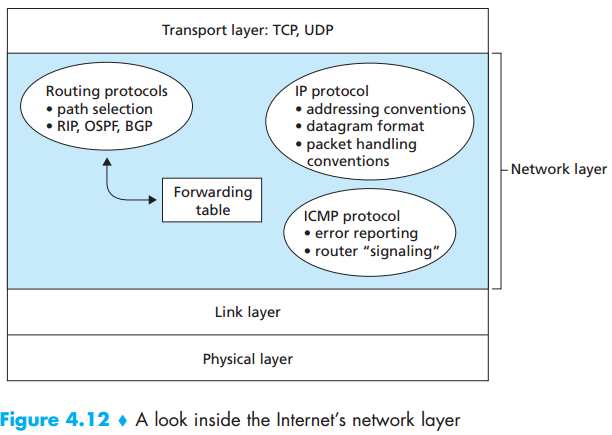 Transport layer: TCP, UDP
Routing protocols
• path selection
• RIP, OSPF, BGP
IP protocol
• addressing conventions
• datagram format
• packet handling
conventions
Network layer
Forwarding
table
ICMP protocol
• error reporting
• router “signaling”
Link layer
Physical layer
Figure 4.12 ♦ A look inside the Internet’s network layer